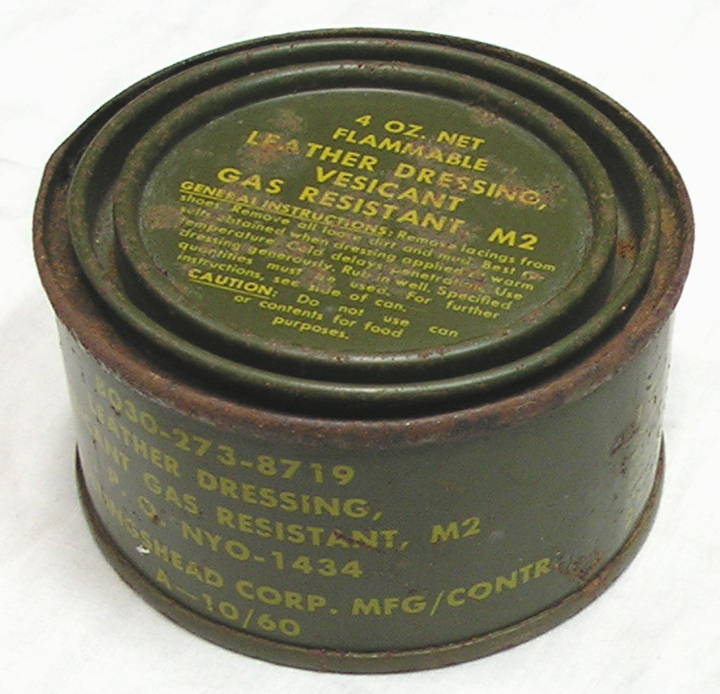 4 OZ. NET
FLAMMABLE
LEATHER DRESSING,
VESICANT
GAS RESISTANT M2
GENERAL INSTRUCTIONS: Remove lacings from
shoes. Remove all loose dirt and mud. Best re-
sults obtained when dressing applied at warm
temperature. Cold delays penetration. Use
dressing generously. Rub in well. Specified
quantities must be used. For further
instructions, see side of can.
CAUTION: Do not use can
or contents for food
purposes.
8030-273-8719
LEATHER DRESSING,
ANT GAS RESISTANT, M2
P. O. NYO-1434
NGSHEAD CORP. MFG/CONTR.
A—10/60